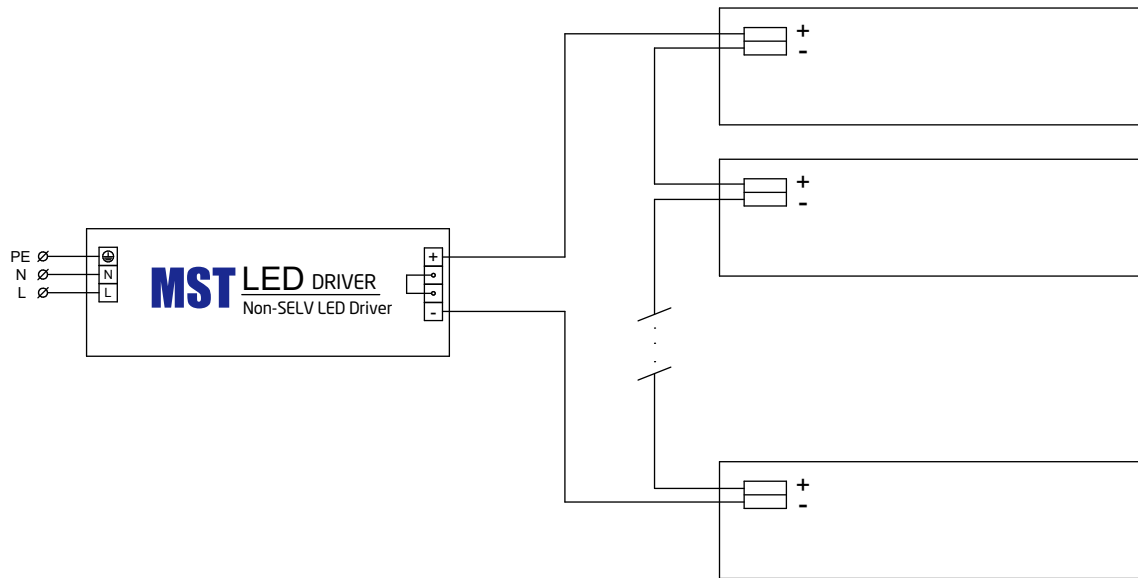 +
-
+
-
PE
N
L
N
L
MST LED DRIVER
Non-SELV LED Driver
+
-
+
-